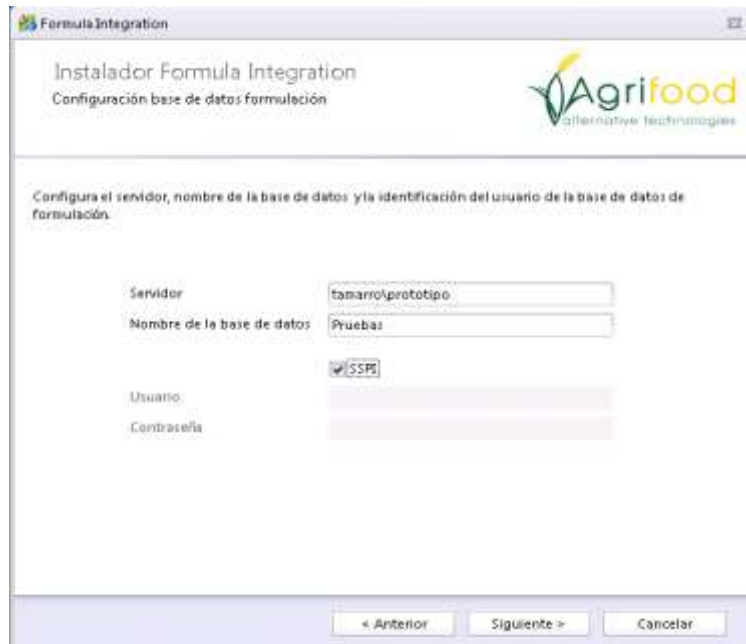 Formula Integration
Instalador Formula Integration
Configuración base de datos formulación
Agrifood
alternative technologies
Configura el servidor, nombre de la base de datos y la identificación del usuario de la base de datos de
formulación.
Servidor
tamarro\prototipo
Nombre de la base de datos
Pruebas
SSPI
Usuario
Contraseña
< Anterior
Siguiente >
Cancelar